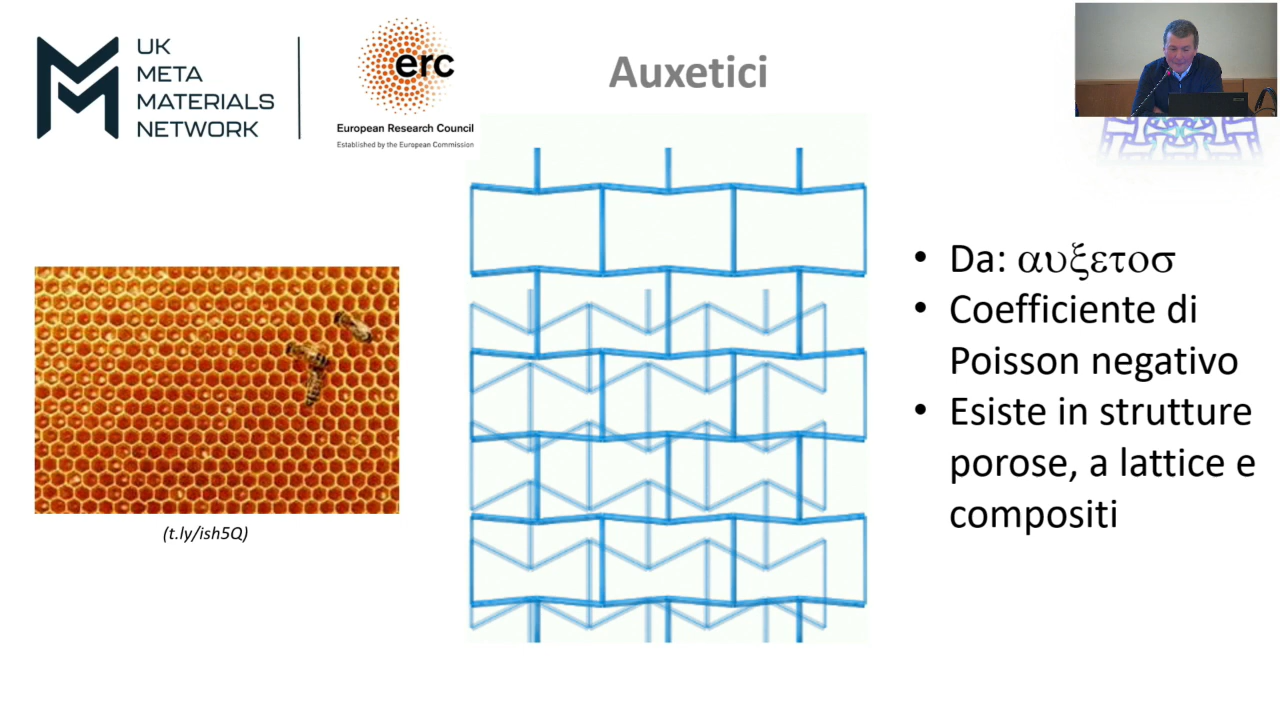 UK
META
MATERIALS
NETWORK
erc
European Research Council
Established by the European Commission
Auxetici
• Da: αυξετοσ
• Coefficiente di
Poisson negativo
• Esiste in strutture
porose, a lattice e
compositi
(t.ly/ish5Q)